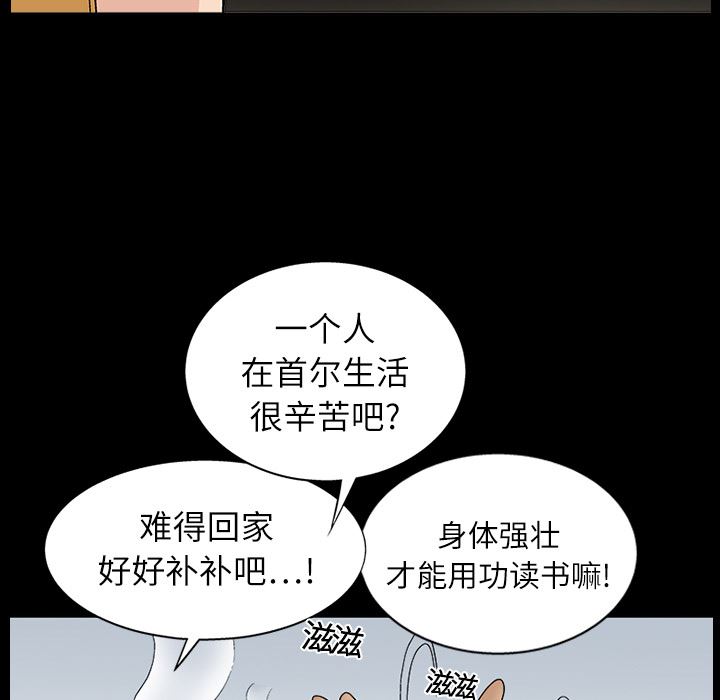 一个人
在首尔生活
很辛苦吧?
难得回家
好好补补吧...!
身体强壮
才能用功读书嘛!
滋滋
滋滋